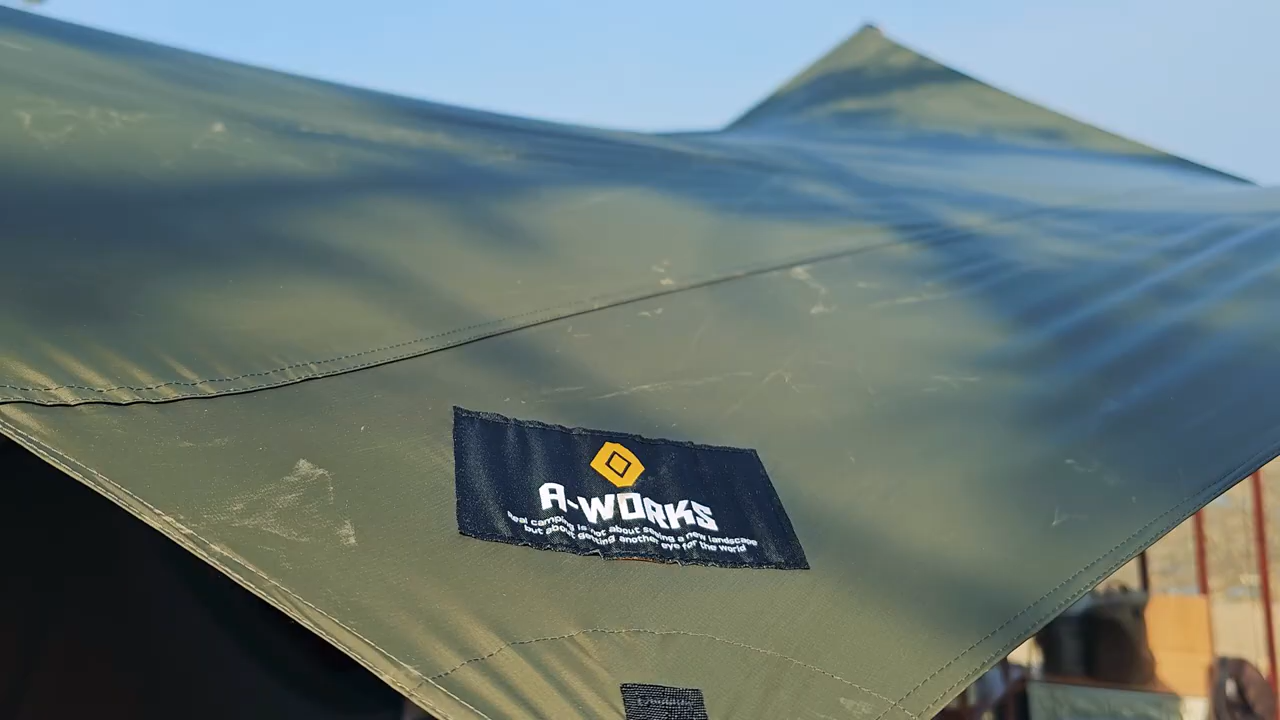 A-WORKS
Real camping is not about seeing a new landscape
but about getting another eye for the world